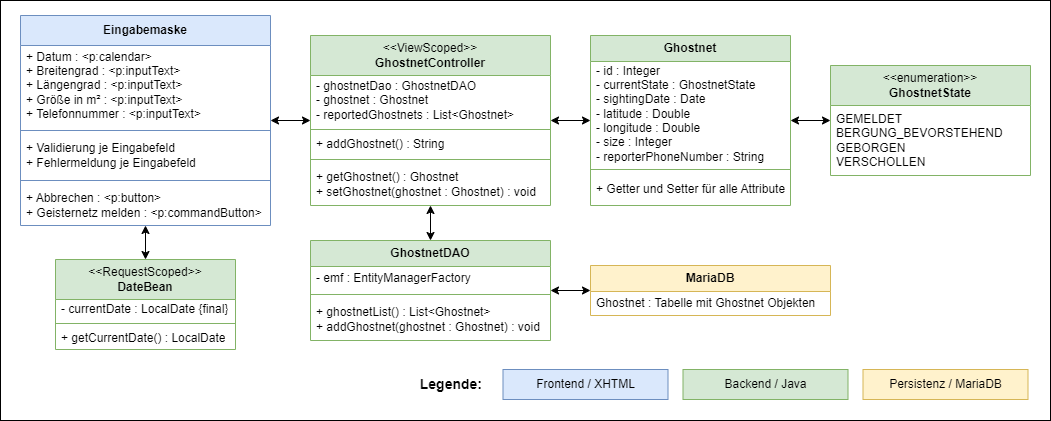 Eingabemaske
+ Datum : <p:calendar>
+ Breitengrad : <p:inputText>
+ Längengrad : <p:inputText>
+ Größe in m² : <p:inputText>
+ Telefonnummer : <p:inputText>
+ Validierung je Eingabefeld
+ Fehlermeldung je Eingabefeld
+ Abbrechen : <p:button>
+ Geisternetz melden : <p:commandButton>
<<ViewScoped>>
GhostnetController
- ghostnetDao : GhostnetDAO
- ghostnet : Ghostnet
- reportedGhostnets : List<Ghostnet>
+ addGhostnet() : String
+ getGhostnet() : Ghostnet
+ setGhostnet(ghostnet : Ghostnet) : void
Ghostnet
- id : Integer
- currentState : GhostnetState
- sightingDate : Date
- latitude : Double
- longitude : Double
- size : Integer
- reporterPhoneNumber : String
+ Getter und Setter für alle Attribute
<<enumeration>>
GhostnetState
GEMELDET
BERGUNG_BEVORSTEHEND
GEBORGEN
VERSCHOLLEN
<<RequestScoped>>
DateBean
- currentDate : LocalDate {final}
+ getCurrentDate() : LocalDate
GhostnetDAO
- emf : EntityManagerFactory
+ ghostnetList() : List<Ghostnet>
+ addGhostnet(ghostnet : Ghostnet) : void
MariaDB
Ghostnet : Tabelle mit Ghostnet Objekten
Legende:
Frontend / XHTML
Backend / Java
Persistenz / MariaDB